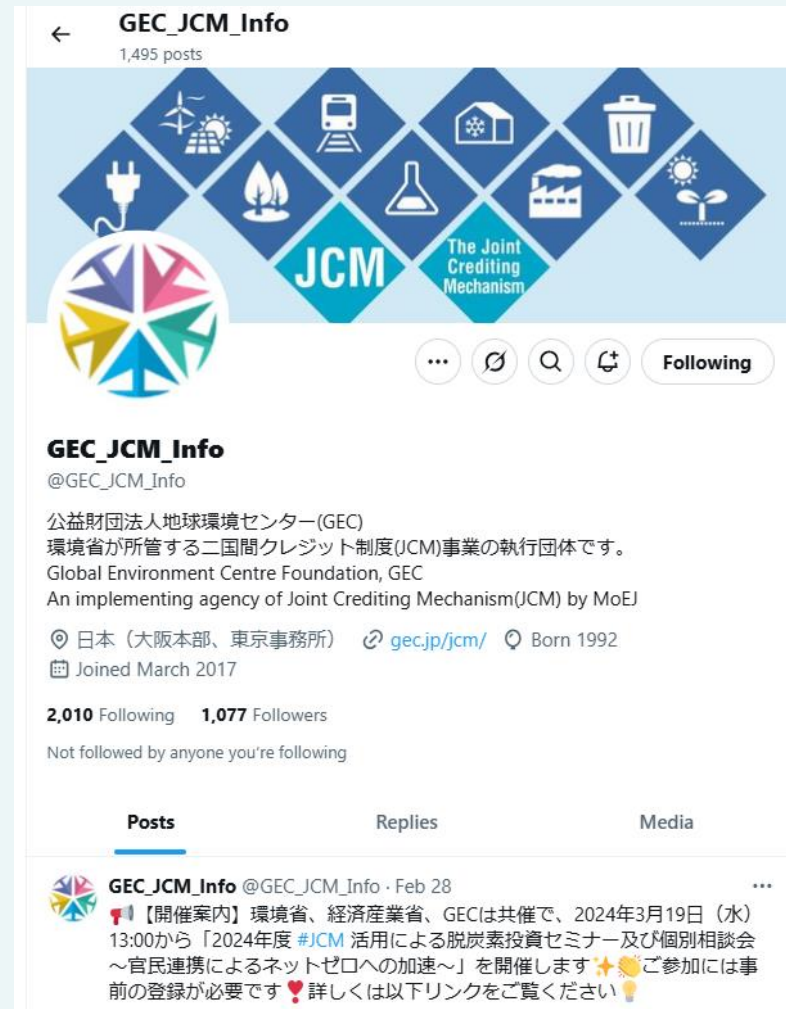 GEC_JCM_Info
1,495 posts
JCM
The Joint
Crediting
Mechanism
Following
GEC_JCM_Info
@GEC_JCM_Info
公益財団法人地球環境センター(GEC)
環境省が所管する二国間クレジット制度(JCM)事業の執行団体です。
Global Environment Centre Foundation, GEC
An implementing agency of Joint Crediting Mechanism(JCM) by MoEJ
日本（大阪本部、東京事務所） gec.jp/jcm/ Born 1992
Joined March 2017
2,010 Following 1,077 Followers
Not followed by anyone you're following
Posts Replies Media
GEC_JCM_Info @GEC_JCM_Info · Feb 28
📢【開催案内】環境省、経済産業省、GECは共催で、2024年3月19日（水）
13:00から「2024年度 #JCM 活用による脱炭素投資セミナー及び個別相談会
～官民連携によるネットゼロへの加速～」を開催します✨👏ご参加には事
前の登録が必要です❣詳しくは以下リンクをご覧ください💡